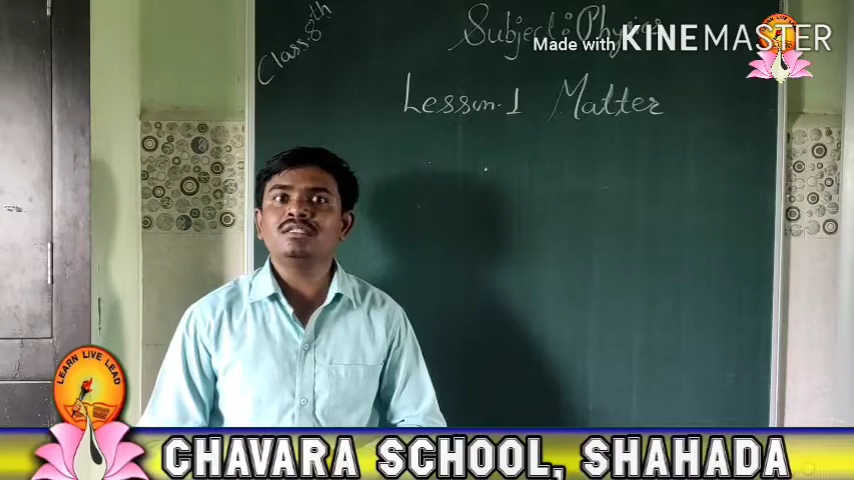 Class:8th
Subject: Physics
Made with KINEMASTER
Lesson-1 Matter
LEARN LIVE LEAD
CHAVARA SCHOOL, SHAHADA